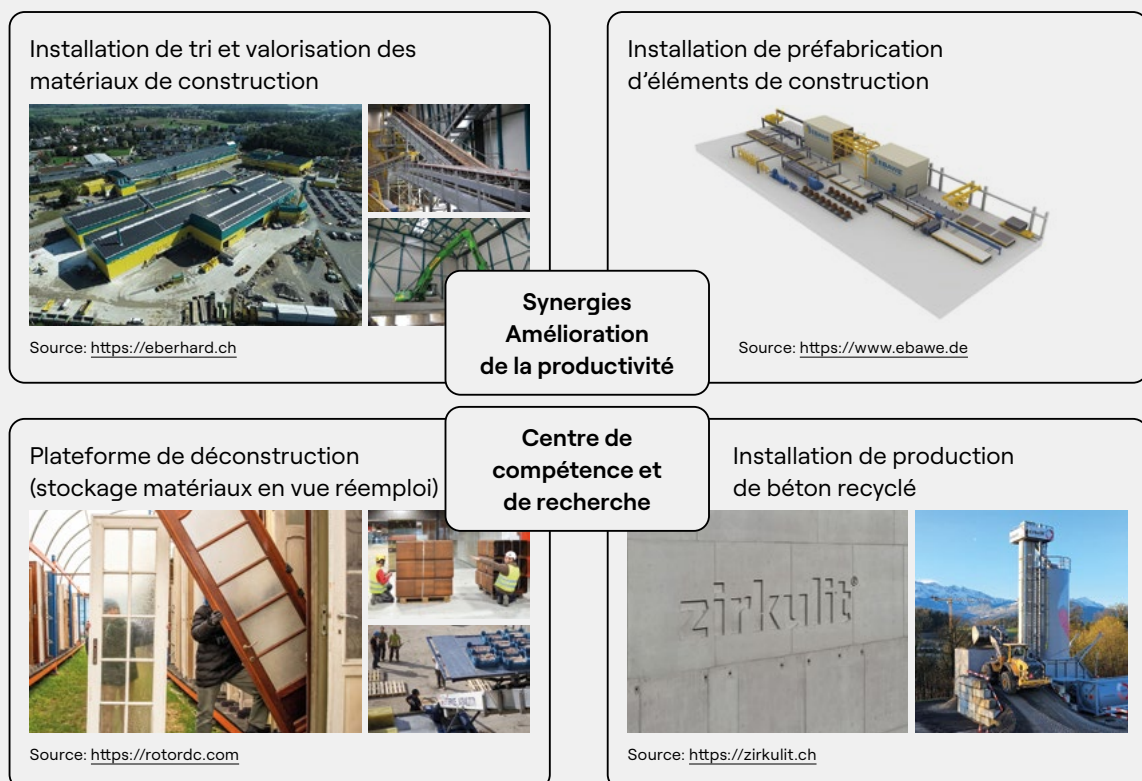 Installation de tri et valorisation des
matériaux de construction
Source: https://eberhard.ch
Installation de préfabrication
d'éléments de construction
EBAWE
Source: https://www.ebawe.de
Synergies
Amélioration
de la productivité
Centre de
compétence et
de recherche
Plateforme de déconstruction
(stockage matériaux en vue réemploi)
Source: https://rotordc.com
Installation de production
de béton recyclé
zirkulit®
Source: https://zirkulit.ch